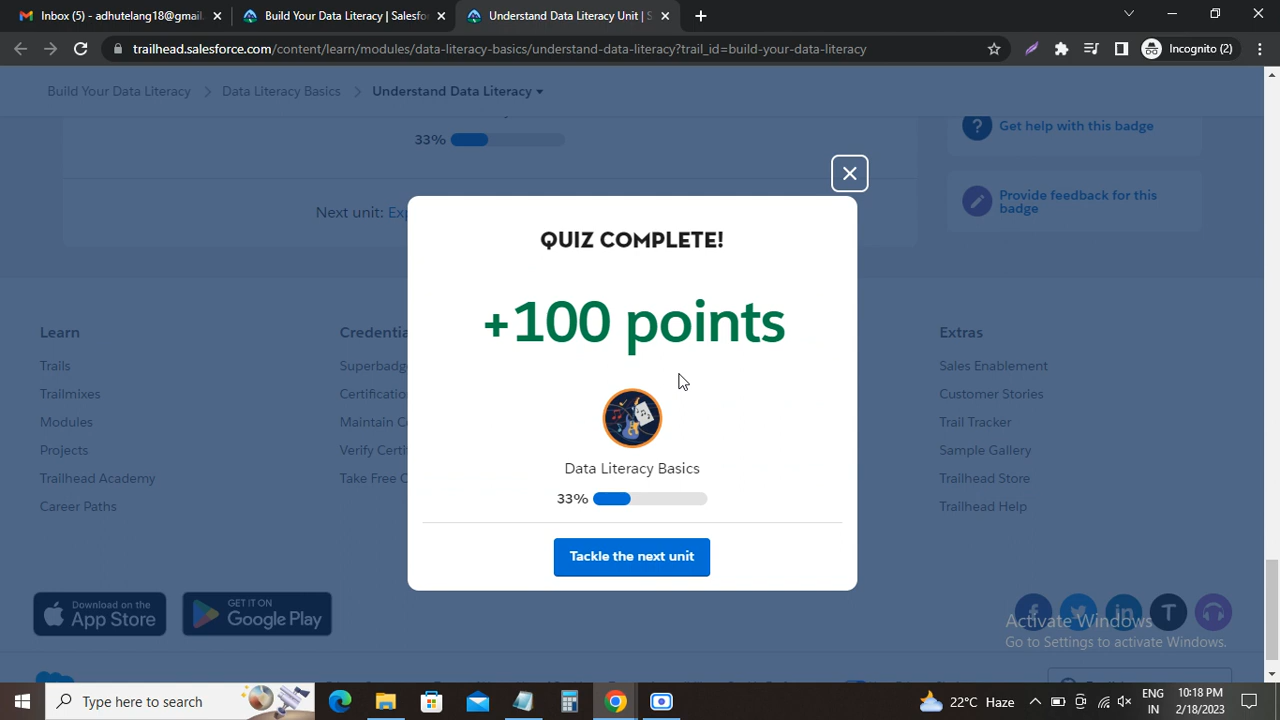 Inbox (5) - adhutelang18@gmail.
Build Your Data Literacy | Salesf
Understand Data Literacy Unit | S
trailhead.salesforce.com/content/learn/modules/data-literacy-basics/understand-data-literacy?trail_id=build-your-data-literacy
Incognito (2)
Build Your Data Literacy
Data Literacy Basics
Understand Data Literacy
33%
Get help with this badge
Provide feedback for this
badge
Next unit:
QUIZ COMPLETE!
+100 points
Data Literacy Basics
33%
Tackle the next unit
Learn
Trails
Trailmixes
Modules
Projects
Trailhead Academy
Career Paths
Credentia
Superbadg
Certificatio
Maintain C
Verify Certi
Take Free C
Extras
Sales Enablement
Customer Stories
Trail Tracker
Sample Gallery
Trailhead Store
Trailhead Help
Download on the
App Store
GET IT ON
Google Play
Activate Windows
Go to Settings to activate Windows.
Type here to search
22°C Haze
ENG
IN
10:18 PM
2/18/2023